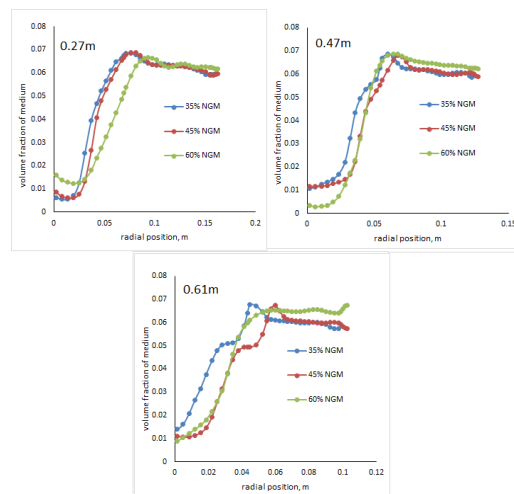 0.27m
0.08
0.07
0.06
0.05
0.04
0.03
0.02
0.01
0
volume fraction of medium
35% NGM
45% NGM
60% NGM
0 0.05 0.1 0.15 0.2
radial position, m
0.47m
0.08
0.07
0.06
0.05
0.04
0.03
0.02
0.01
0
volume fraction of medium
35% NGM
45% NGM
60% NGM
0 0.05 0.1 0.15
radial position, m
0.61m
0.08
0.07
0.06
0.05
0.04
0.03
0.02
0.01
0
volume fraction of medium
35% NGM
45% NGM
60% NGM
0 0.02 0.04 0.06 0.08 0.1 0.12
radial position, m